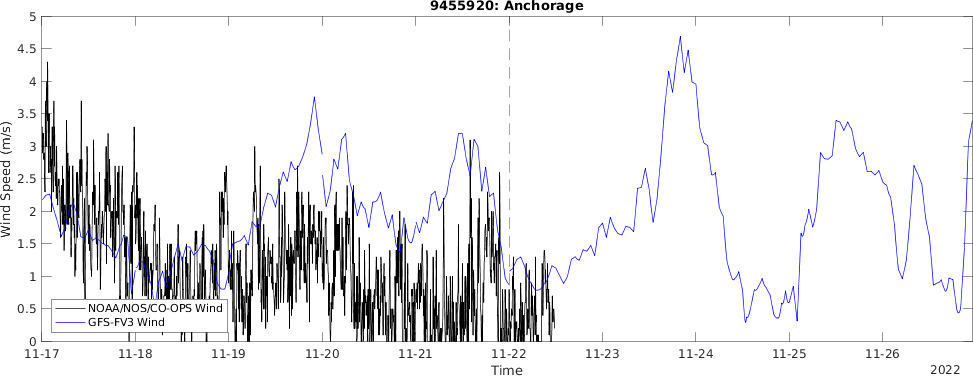 9455920: Anchorage
Wind Speed (m/s)
5
4.5
4
3.5
3
2.5
2
1.5
1
0.5
0
NOAA/NOS/CO-OPS Wind
GFS-FV3 Wind
11-17 11-18 11-19 11-20 11-21 11-22 11-23 11-24 11-25 11-26
Time
2022